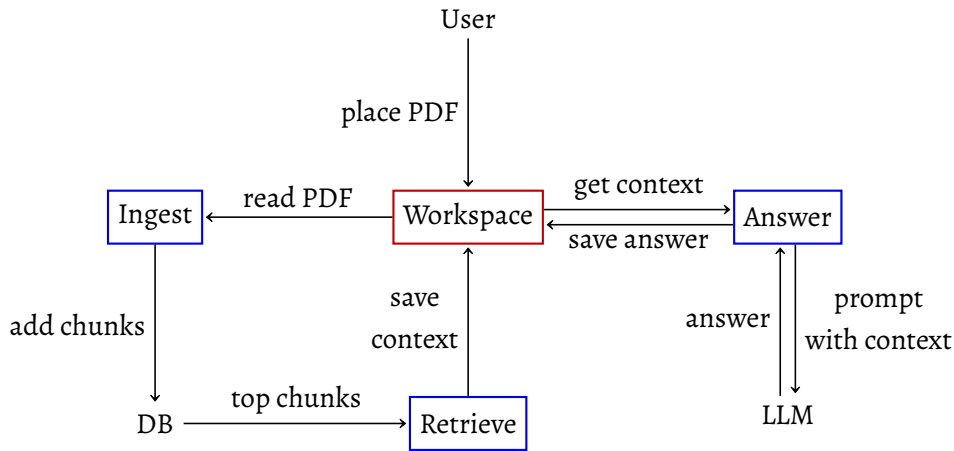 User
place PDF
Ingest
read PDF
Workspace
get context
save answer
Answer
add chunks
save
context
answer
prompt
with context
DB
top chunks
Retrieve
LLM